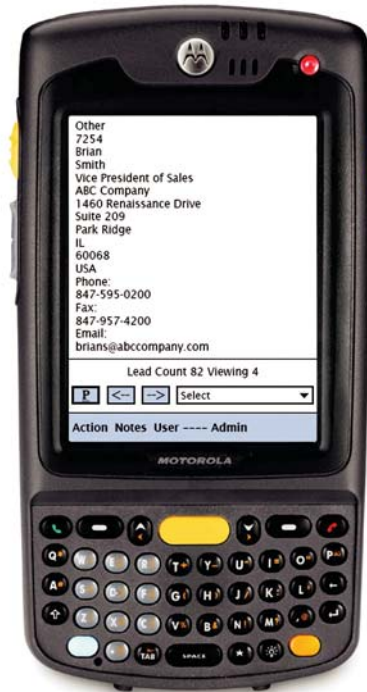 Other
7254
Brian
Smith
Vice President of Sales
ABC Company
1460 Renaissance Drive
Suite 209
Park Ridge
IL
60068
USA
Phone:
847-595-0200
Fax:
847-957-4200
Email:
brians@abccompany.com
Lead Count 82 Viewing 4
P <-- --> Select
Action Notes User ---- Admin
MOTOROLA
Q W E R T Y U I O P
A S D F G H J K L
Z X C V B N M
TAB SPACE